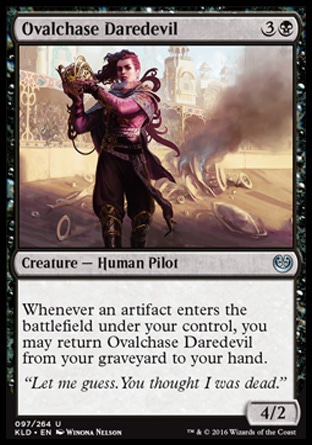 Ovalchase Daredevil 3
Creature — Human Pilot
Whenever an artifact enters the
battlefield under your control, you
may return Ovalchase Daredevil
from your graveyard to your hand.
“Let me guess. You thought I was dead.”
4/2
097/264 U
KLD • EN Winona Nelson ™ & © 2016 Wizards of the Coast